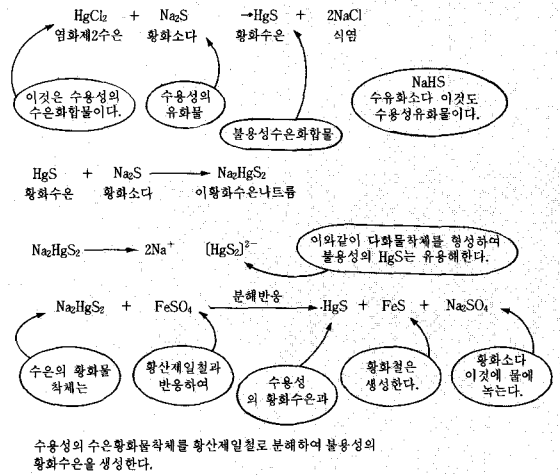 HgCl₂ + Na₂S →HgS + 2NaCl
염화제2수은 황화소다 황화수은 식염
이것은 수용성의
수은화합물이다.
수용성의
유화물
불용성수은화합물
NaHS
수유화소다 이것도
수용성유화물이다.
HgS + Na₂S ⟶ Na₂HgS₂
황화수은 황화소다 이황화수은나트륨
Na₂HgS₂ ⟶ 2Na⁺ [HgS₂]²⁻
이와같이 다화물착체를 형성하여
불용성의 HgS는 유용해한다.
분해반응
Na₂HgS₂ + FeSO₄ ⟶ HgS + FeS + Na₂SO₄
수은의 황화물
착체는
황산제일철과
반응하여
수용성
의 황화수은과
황화철은
생성한다.
황화소다
이것에 물에
녹는다.
수용성의 수은황화물착체를 황산제일철로 분해하여 불용성의
황화수은을 생성한다.